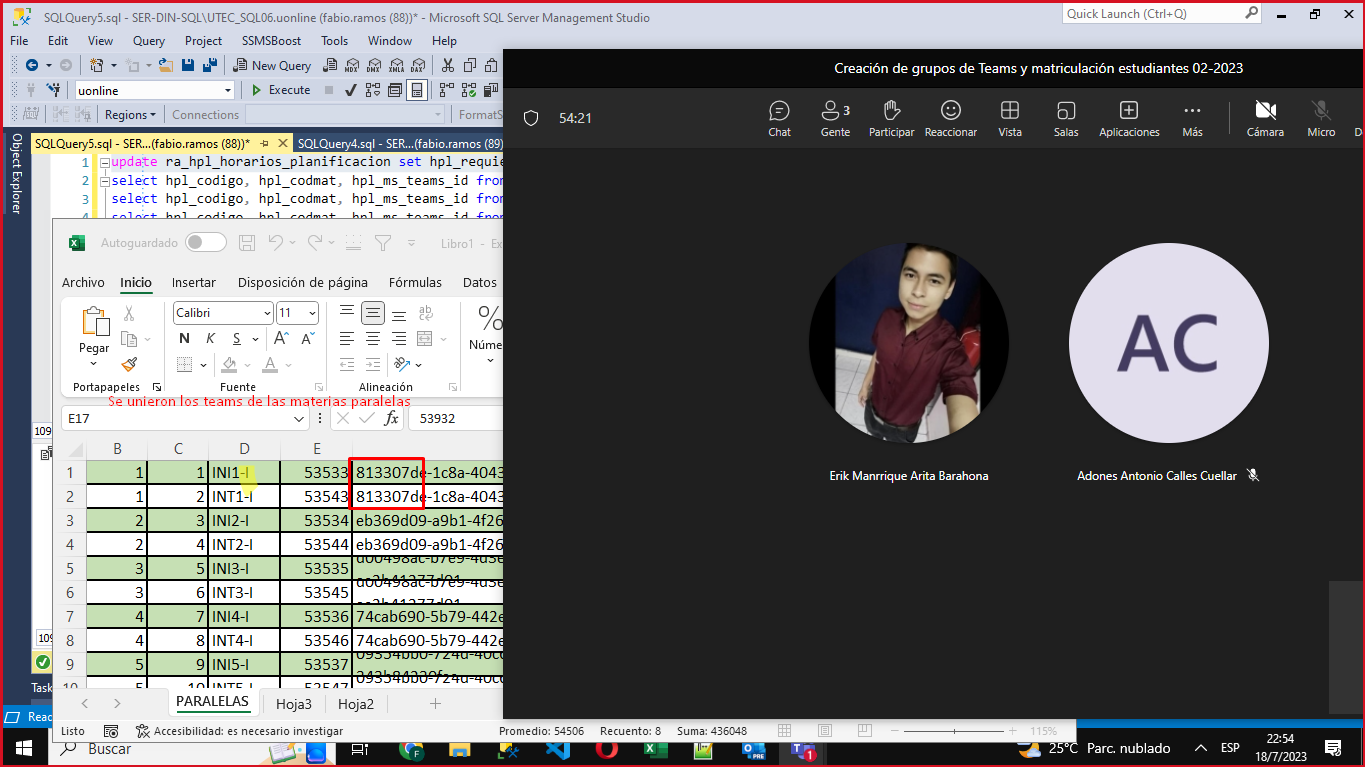 SQLQuery5.sql - SER-DIN-SQL\UTEC_SQL06.uonline (fabio.ramos (88))* - Microsoft SQL Server Management Studio
Quick Launch (Ctrl+Q)
File Edit View Query Project SSMSBoost Tools Window Help
New Query MDX DMX XMLA DAX
uonline Execute
Regions Connections FormatS
Object Explorer
SQLQuery5.sql - SER...(fabio.ramos (88))* SQLQuery4.sql - SER...(fabio.ramos (89)
1 update ra_hpl_horarios_planificacion set hpl_requie
2 select hpl_codigo, hpl_codmat, hpl_ms_teams_id from
3 select hpl_codigo, hpl_codmat, hpl_ms_teams_id from
4 select hpl_codigo, hpl_codmat, hpl_ms_teams_id from
109
109
Task
Read
Autoguardado Libro1 - Ex
Archivo Inicio Insertar Disposición de página Fórmulas Datos
Pegar
Calibri 11
N K S A A ab
% Núme
Portapapeles Fuente Alineación
Se unieron los teams de las materias paralelas
E17 fx 53932
B C D E
1 1 1 INI1-I 53533 813307de-1c8a-4043
2 1 2 INT1-I 53543 813307de-1c8a-4043
3 2 3 INI2-I 53534 eb369d09-a9b1-4f26
4 2 4 INT2-I 53544 eb369d09-a9b1-4f26
5 3 5 INI3-I 53535 d00498ac-b7e9-4d3e
6 3 6 INT3-I 53545 d00498ac-b7e9-4d3e
7 4 7 INI4-I 53536 74cab690-5b79-442e
8 4 8 INT4-I 53546 74cab690-5b79-442e
9 5 9 INI5-I 53537
10 5 10 INT5-I 53547
PARALELAS Hoja3 Hoja2
Listo Accesibilidad: es necesario investigar Promedio: 54506 Recuento: 8 Suma: 436048 115%
Creación de grupos de Teams y matriculación estudiantes 02-2023
54:21
3
Chat Gente Participar Reaccionar Vista Salas Aplicaciones Más Cámara Micro
AC
Erik Manrrique Arita Barahona
Adones Antonio Calles Cuellar
Buscar
25°C Parc. nublado ESP
22:54
18/7/2023